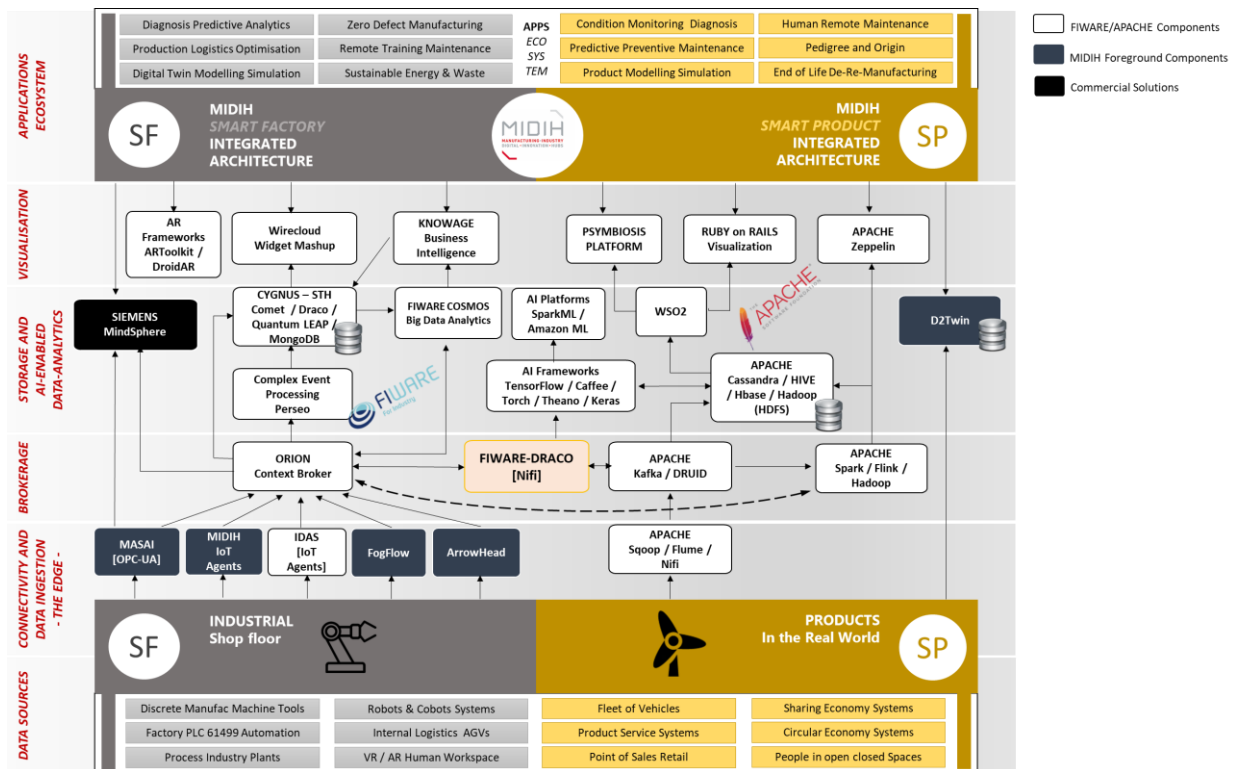 Diagnosis Predictive Analytics
Zero Defect Manufacturing
Production Logistics Optimisation
Remote Training Maintenance
Digital Twin Modelling Simulation
Sustainable Energy & Waste
APPS
ECO
SYS
TEM
Condition Monitoring Diagnosis
Human Remote Maintenance
Predictive Preventive Maintenance
Pedigree and Origin
Product Modelling Simulation
End of Life De-Re-Manufacturing
FIWARE/APACHE Components
MIDIH Foreground Components
Commercial Solutions
APPLICATIONS
ECOSYSTEM
SF
MIDIH
SMART FACTORY
INTEGRATED
ARCHITECTURE
MIDIH
MANUFACTURING INDUSTRY
DIGITAL INNOVATION HUBS
MIDIH
SMART PRODUCT
INTEGRATED
ARCHITECTURE
SP
VISUALISATION
AR
Frameworks
ARToolkit /
DroidAR
Wirecloud
Widget Mashup
KNOWAGE
Business
Intelligence
PSYMBIOSIS
PLATFORM
RUBY on RAILS
Visualization
APACHE
Zeppelin
STORAGE AND
AI-ENABLED
DATA-ANALYTICS
SIEMENS
MindSphere
CYGNUS – STH
Comet / Draco /
Quantum LEAP /
MongoDB
FIWARE COSMOS
Big Data Analytics
AI Platforms
SparkML /
Amazon ML
WSO2
THE
APACHE
SOFTWARE FOUNDATION
D2Twin
Complex Event
Processing
Perseo
FIWARE
For Industry
AI Frameworks
TensorFlow / Caffee /
Torch / Theano / Keras
APACHE
Cassandra / HIVE
/ Hbase / Hadoop
(HDFS)
BROKERAGE
ORION
Context Broker
FIWARE-DRACO
[Nifi]
APACHE
Kafka / DRUID
APACHE
Spark / Flink /
Hadoop
CONNECTIVITY AND
DATA INGESTION
- THE EDGE -
MASAI
[OPC-UA]
MIDIH
IoT
Agents
IDAS
[IoT
Agents]
FogFlow
ArrowHead
APACHE
Sqoop / Flume /
Nifi
SF
INDUSTRIAL
Shop floor
PRODUCTS
In the Real World
SP
DATA SOURCES
Discrete Manufac Machine Tools
Robots & Cobots Systems
Fleet of Vehicles
Sharing Economy Systems
Factory PLC 61499 Automation
Internal Logistics AGVs
Product Service Systems
Circular Economy Systems
Process Industry Plants
VR / AR Human Workspace
Point of Sales Retail
People in open closed Spaces